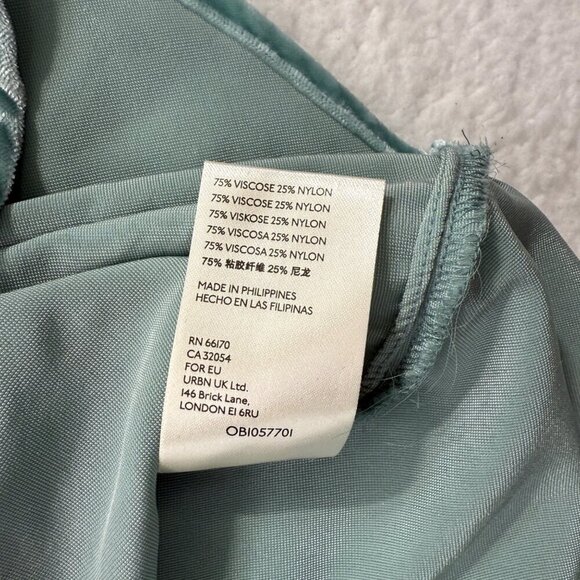 75% VISCOSE 25% NYLON
75% VISCOSE 25% NYLON
75% VISKOSE 25% NYLON
75% VISCOSA 25% NYLON
75% VISCOSA 25% NYLON
75% 粘胶纤维 25% 尼龙
MADE IN PHILIPPINES
HECHO EN LAS FILIPINAS
RN 66170
CA 32054
FOR EU
URBN UK Ltd.
146 Brick Lane,
LONDON E1 6RU
OB1057701